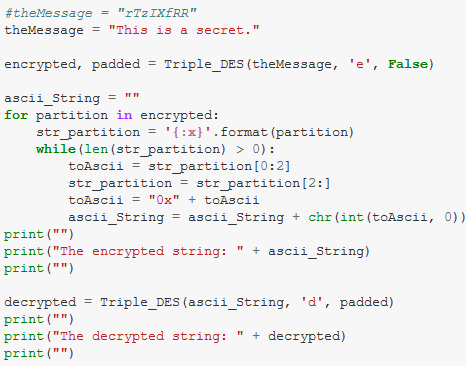 #theMessage = "rTzIXfRR"
theMessage = "This is a secret."

encrypted, padded = Triple_DES(theMessage, 'e', False)

ascii_String = ""
for partition in encrypted:
    str_partition = '{:x}'.format(partition)
    while(len(str_partition) > 0):
        toAscii = str_partition[0:2]
        str_partition = str_partition[2:]
        toAscii = "0x" + toAscii
        ascii_String = ascii_String + chr(int(toAscii, 0))
print("")
print("The encrypted string: " + ascii_String)
print("")

decrypted = Triple_DES(ascii_String, 'd', padded)
print("")
print("The decrypted string: " + decrypted)
print("")